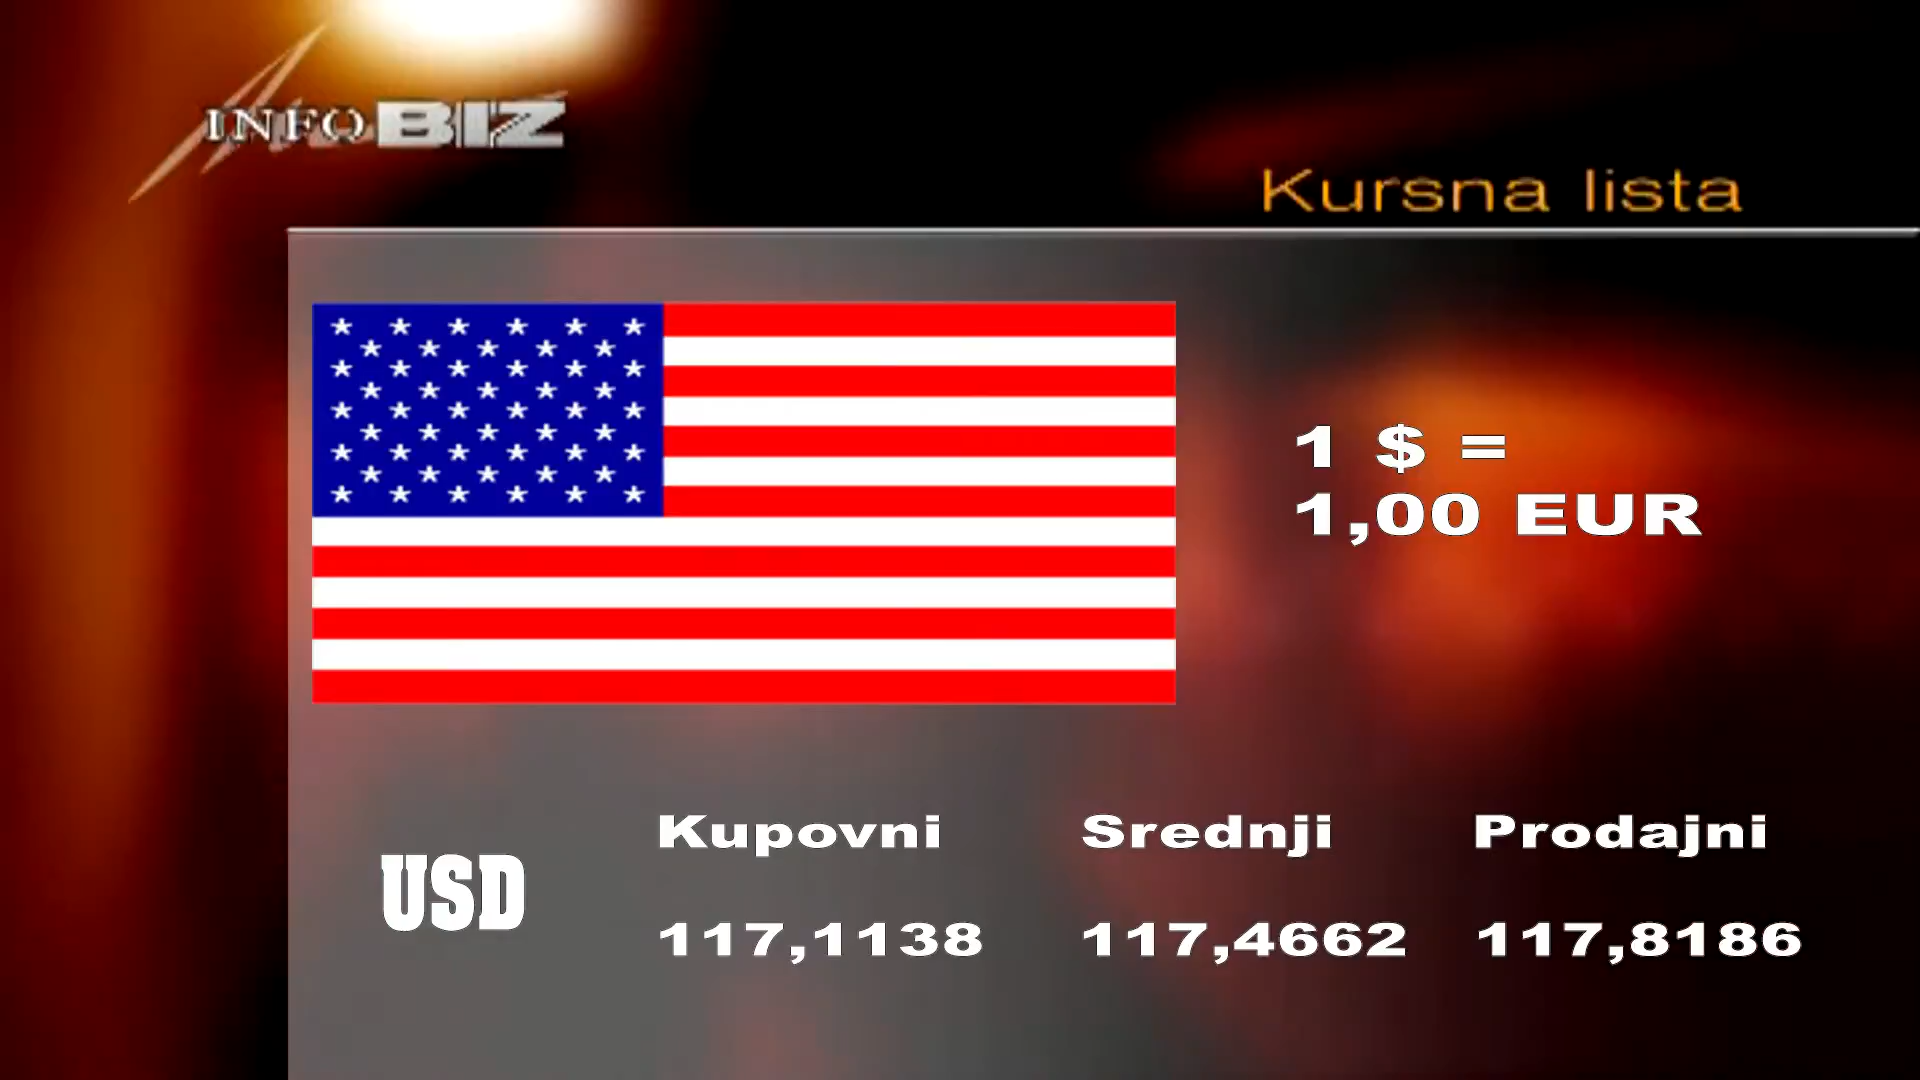 INFO BIZ
Kursna lista
1 $ =
1,00 EUR
Kupovni Srednji Prodajni
USD
117,1138 117,4662 117,8186